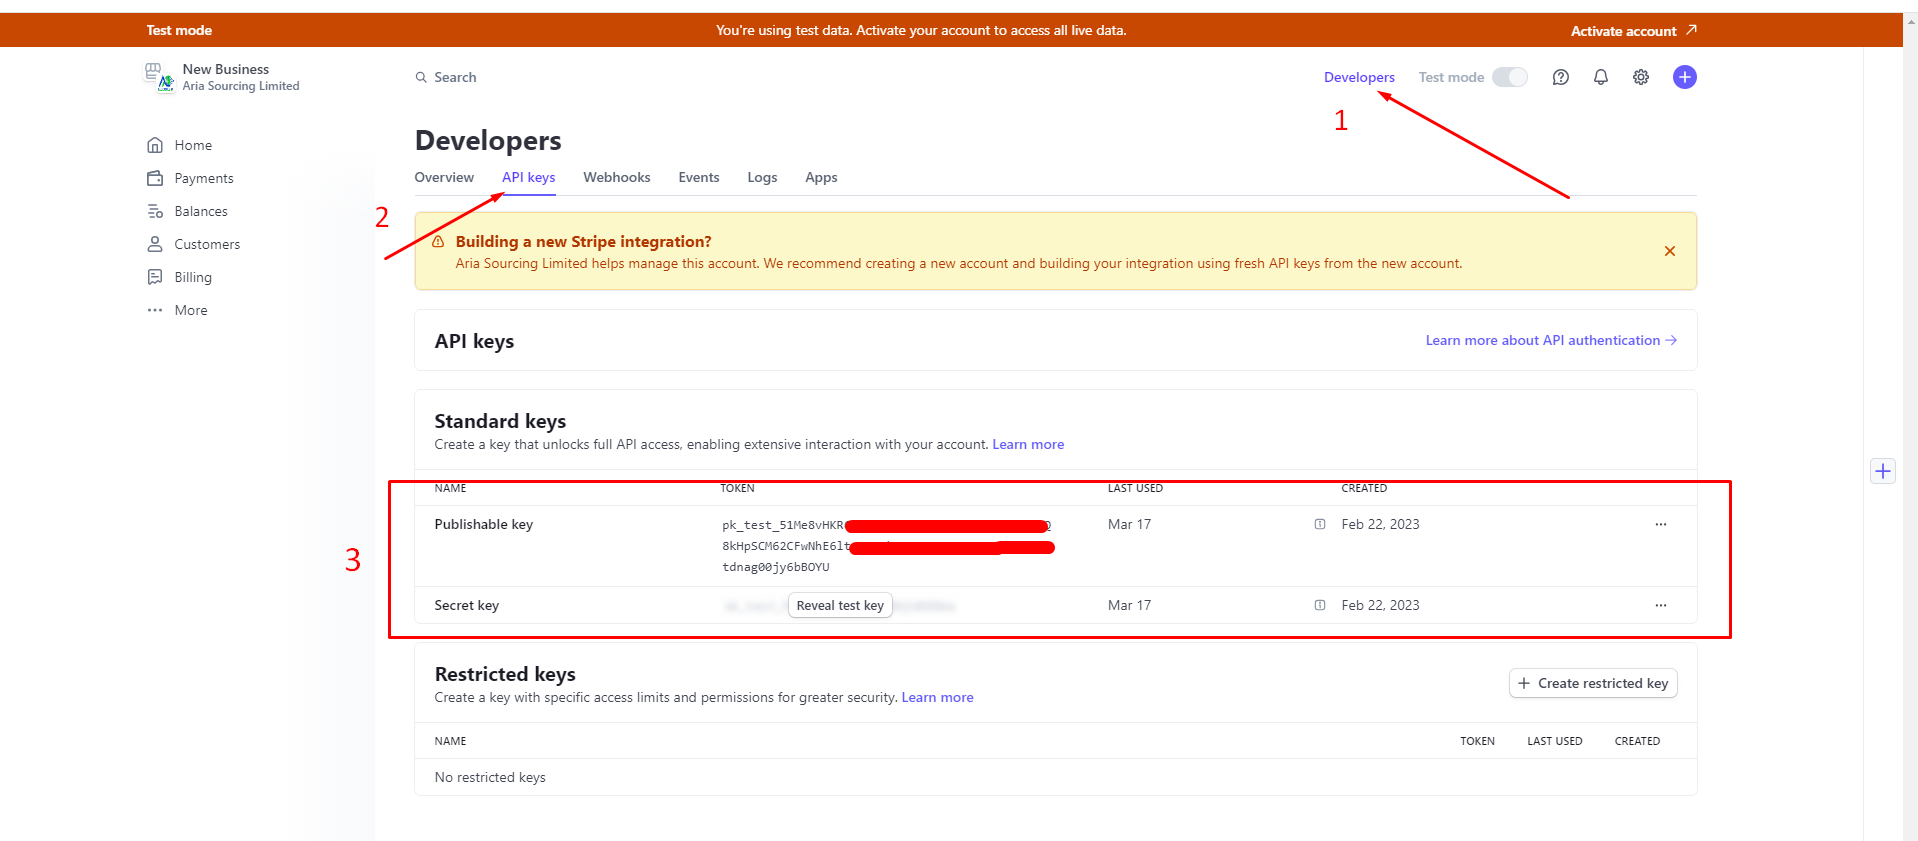 Test mode
You're using test data. Activate your account to access all live data.
Activate account
New Business
Aria Sourcing Limited
Search
Developers
Test mode
1
Home
Payments
Balances
Customers
Billing
More
Developers
Overview API keys Webhooks Events Logs Apps
2
Building a new Stripe integration?
Aria Sourcing Limited helps manage this account. We recommend creating a new account and building your integration using fresh API keys from the new account.
API keys
Learn more about API authentication
Standard keys
Create a key that unlocks full API access, enabling extensive interaction with your account. Learn more
NAME TOKEN LAST USED CREATED
Publishable key pk_test_51Me8vHKR Mar 17 Feb 22, 2023
8kHpSCM62CFwNhE6lt
tdnag00jy6bBOYU
3
Secret key Reveal test key Mar 17 Feb 22, 2023
Restricted keys
Create a key with specific access limits and permissions for greater security. Learn more
Create restricted key
NAME TOKEN LAST USED CREATED
No restricted keys